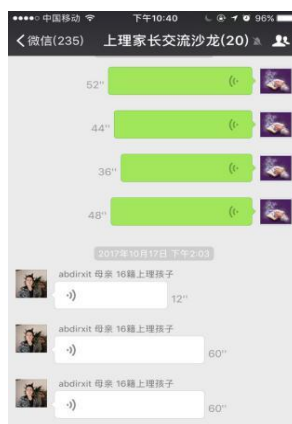 中国移动 下午10:40 96%
微信(235) 上理家长交流沙龙(20)
52"
44"
36"
48"
2017年10月17日 下午2:03
abdirxit 母亲 16籍上理孩子
12"
abdirxit 母亲 16籍上理孩子
60"
abdirxit 母亲 16籍上理孩子
60"